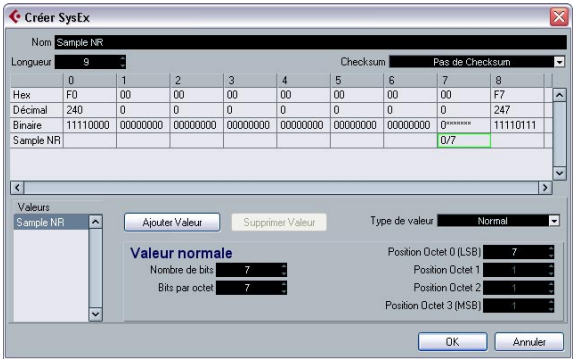 Créer SysEx
Nom Sample NR
Longueur 9 Checksum Pas de Checksum
0 1 2 3 4 5 6 7 8
Hex F0 00 00 00 00 00 00 00 F7
Décimal 240 0 0 0 0 0 0 0 247
Binaire 11110000 00000000 00000000 00000000 00000000 00000000 00000000 0******* 11110111
Sample NR 0/7
Valeurs
Sample NR Ajouter Valeur Supprimer Valeur Type de valeur Normal
Valeur normale Position Octet 0 (LSB) 7
Nombre de bits 7 Position Octet 1 1
Bits par octet 7 Position Octet 2 1
Position Octet 3 (MSB) 1
OK Annuler